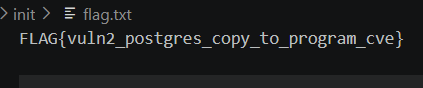 > init > flag.txt
FLAG{vuln2_postgres_copy_to_program_cve}